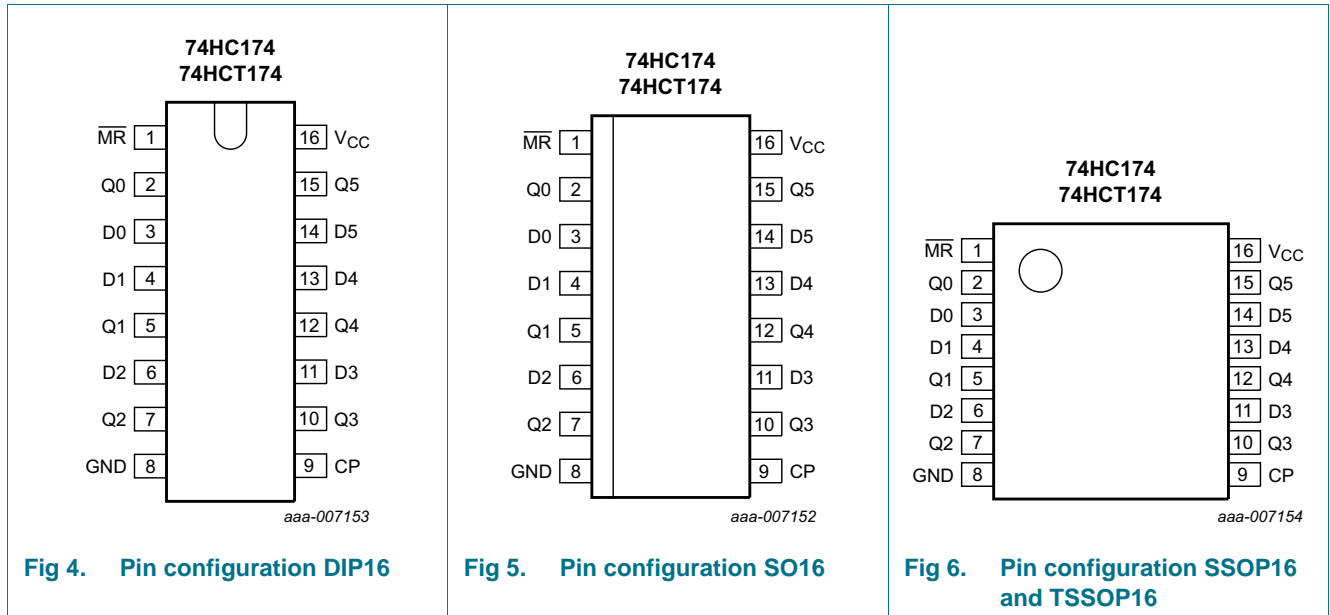 74HC174
74HCT174
M̅R̅ 1
16 VCC
Q0 2
15 Q5
D0 3
14 D5
D1 4
13 D4
Q1 5
12 Q4
D2 6
11 D3
Q2 7
10 Q3
GND 8
9 CP
aaa-007153
Fig 4. Pin configuration DIP16
74HC174
74HCT174
M̅R̅ 1
16 VCC
Q0 2
15 Q5
D0 3
14 D5
D1 4
13 D4
Q1 5
12 Q4
D2 6
11 D3
Q2 7
10 Q3
GND 8
9 CP
aaa-007152
Fig 5. Pin configuration SO16
74HC174
74HCT174
M̅R̅ 1
16 VCC
Q0 2
15 Q5
D0 3
14 D5
D1 4
13 D4
Q1 5
12 Q4
D2 6
11 D3
Q2 7
10 Q3
GND 8
9 CP
aaa-007154
Fig 6. Pin configuration SSOP16
and TSSOP16